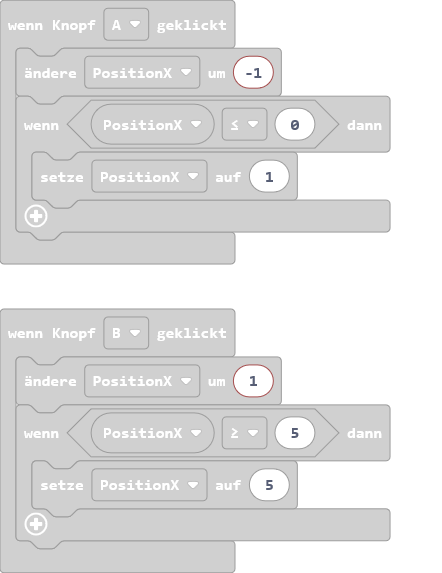 wenn Knopf A geklickt
ändere PositionX um -1
wenn PositionX ≤ 0 dann
setze PositionX auf 1
wenn Knopf B geklickt
ändere PositionX um 1
wenn PositionX ≥ 5 dann
setze PositionX auf 5